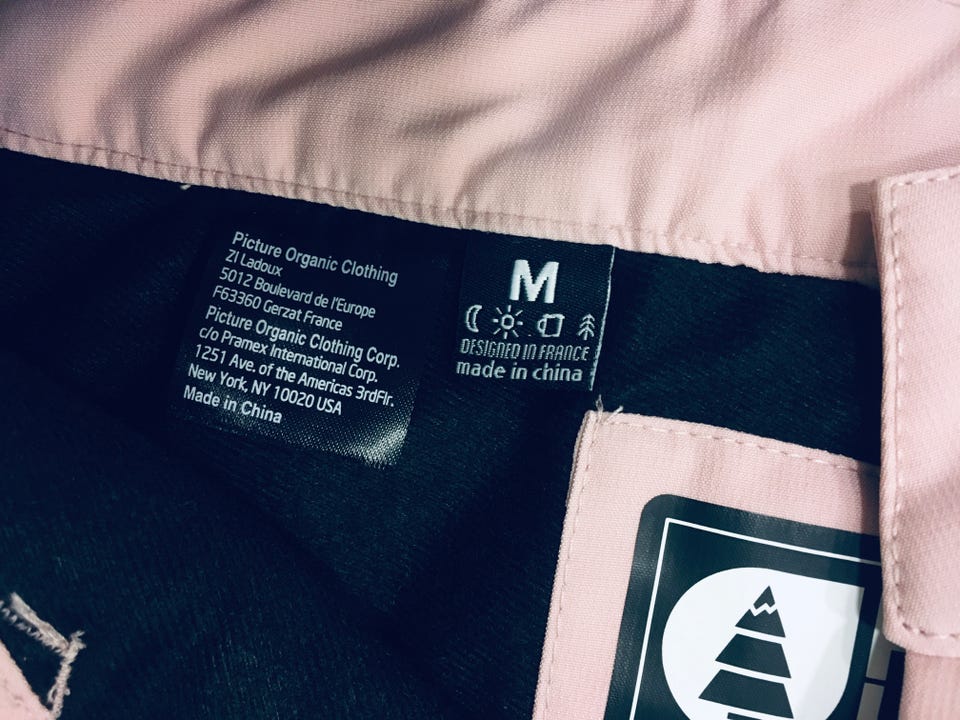 Picture Organic Clothing
ZI Ladoux
5012 Boulevard de l'Europe
F63360 Gerzat France
Picture Organic Clothing Corp.
c/o Pramex International Corp.
1251 Ave. of the Americas 3rdFlr.
New York, NY 10020 USA
Made in China
M
DESIGNED IN FRANCE
made in china